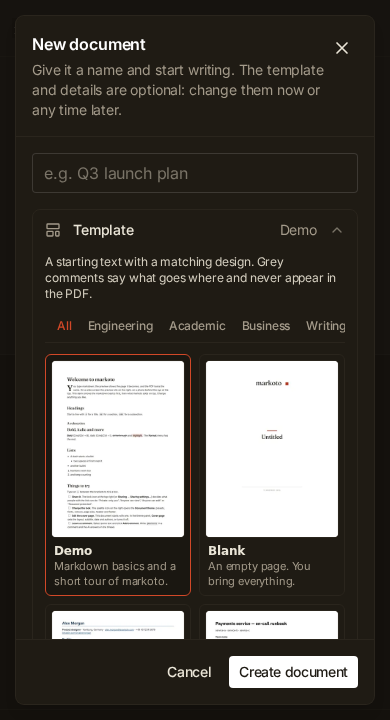 New document
Give it a name and start writing. The template
and details are optional: change them now or
any time later.
e.g. Q3 launch plan
Template
Demo
A starting text with a matching design. Grey
comments say what goes where and never appear in
the PDF.
All Engineering Academic Business Writing
Welcome to markoto
Headings
Bold, italic and more
Lists
Things to try
markoto
Untitled
Demo
Markdown basics and a
short tour of markoto.
Blank
An empty page. You
bring everything.
Alex Morgan
Payments service — on-call runbook
Cancel
Create document